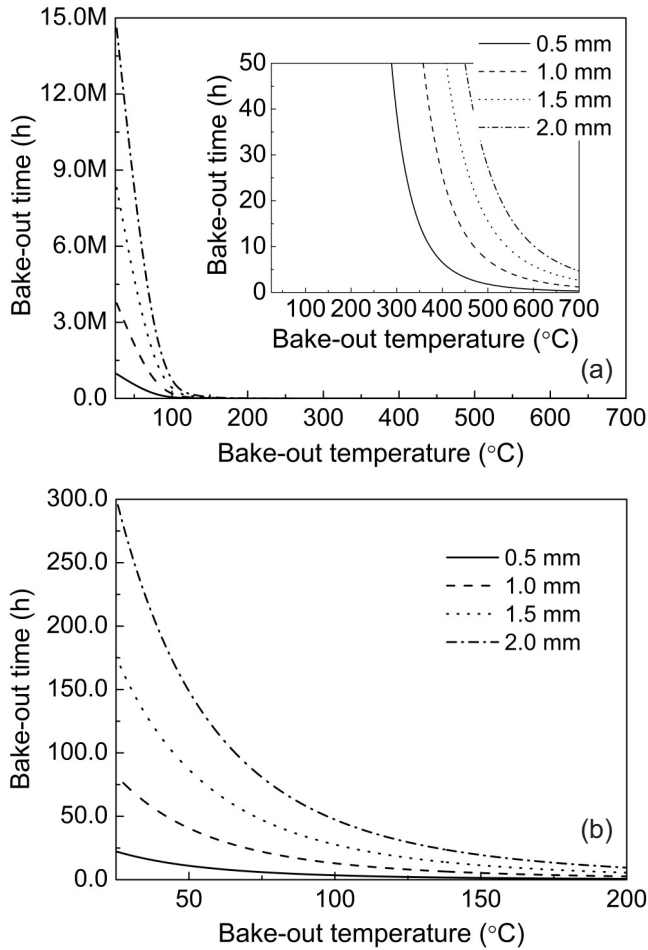 15.0M
12.0M
9.0M
6.0M
3.0M
0.0
Bake-out time (h)
100 200 300 400 500 600 700
Bake-out temperature (°C)
50
40
30
20
10
0
Bake-out time (h)
100 200 300 400 500 600 700
Bake-out temperature (°C)
0.5 mm
1.0 mm
1.5 mm
2.0 mm
(a)
300.0
250.0
200.0
150.0
100.0
50.0
0.0
Bake-out time (h)
0.5 mm
1.0 mm
1.5 mm
2.0 mm
(b)
50 100 150 200
Bake-out temperature (°C)